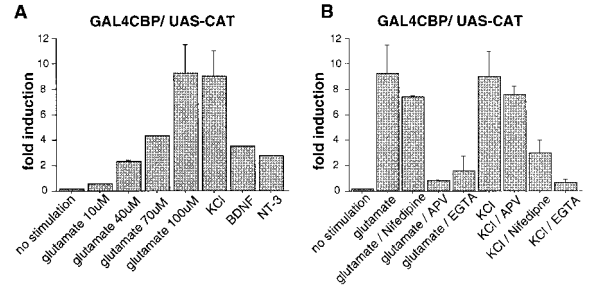 A
GAL4CBP/ UAS-CAT
fold induction
12
10
8
6
4
2
0
no stimulation
glutamate 10uM
glutamate 40uM
glutamate 70uM
glutamate 100uM
KCl
BDNF
NT-3
B
GAL4CBP/ UAS-CAT
fold induction
12
10
8
6
4
2
0
no stimulation
glutamate
glutamate / Nifedipine
glutamate / APV
glutamate / EGTA
KCl
KCl / APV
KCl / Nifedipne
KCl / EGTA